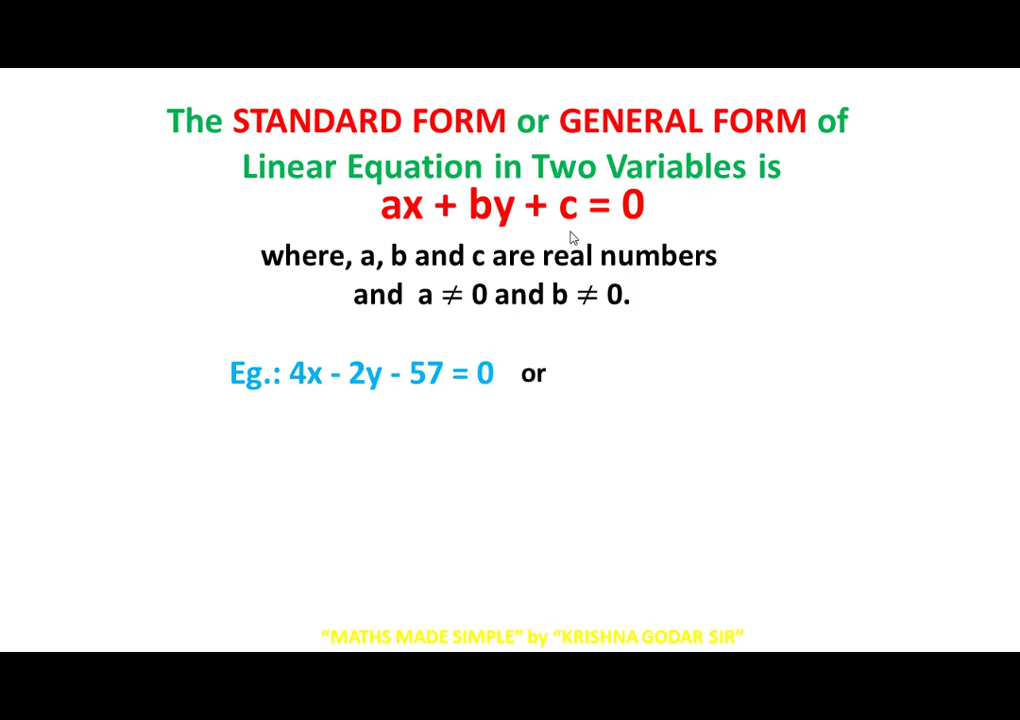 The STANDARD FORM or GENERAL FORM of
Linear Equation in Two Variables is
ax + by + c = 0
where, a, b and c are real numbers
and a ≠ 0 and b ≠ 0.
Eg.: 4x - 2y - 57 = 0 or
“MATHS MADE SIMPLE” by “KRISHNA GODAR SIR”